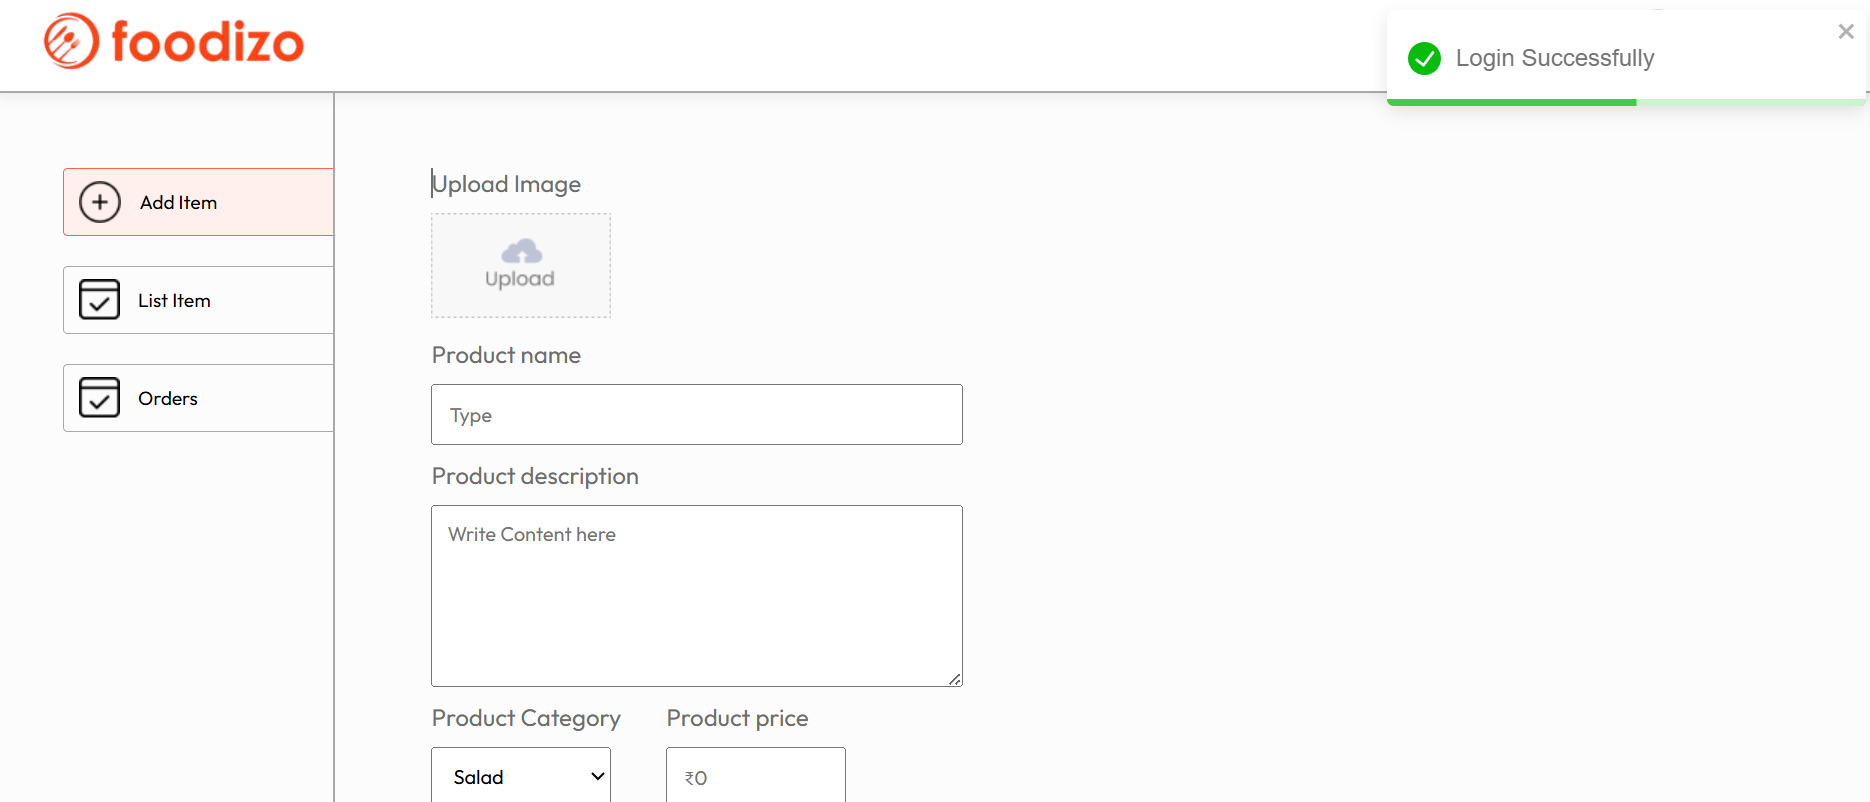 foodizo
Login Successfully
Add Item
List Item
Orders
Upload Image
Upload
Product name
Type
Product description
Write Content here
Product Category
Product price
Salad
₹0